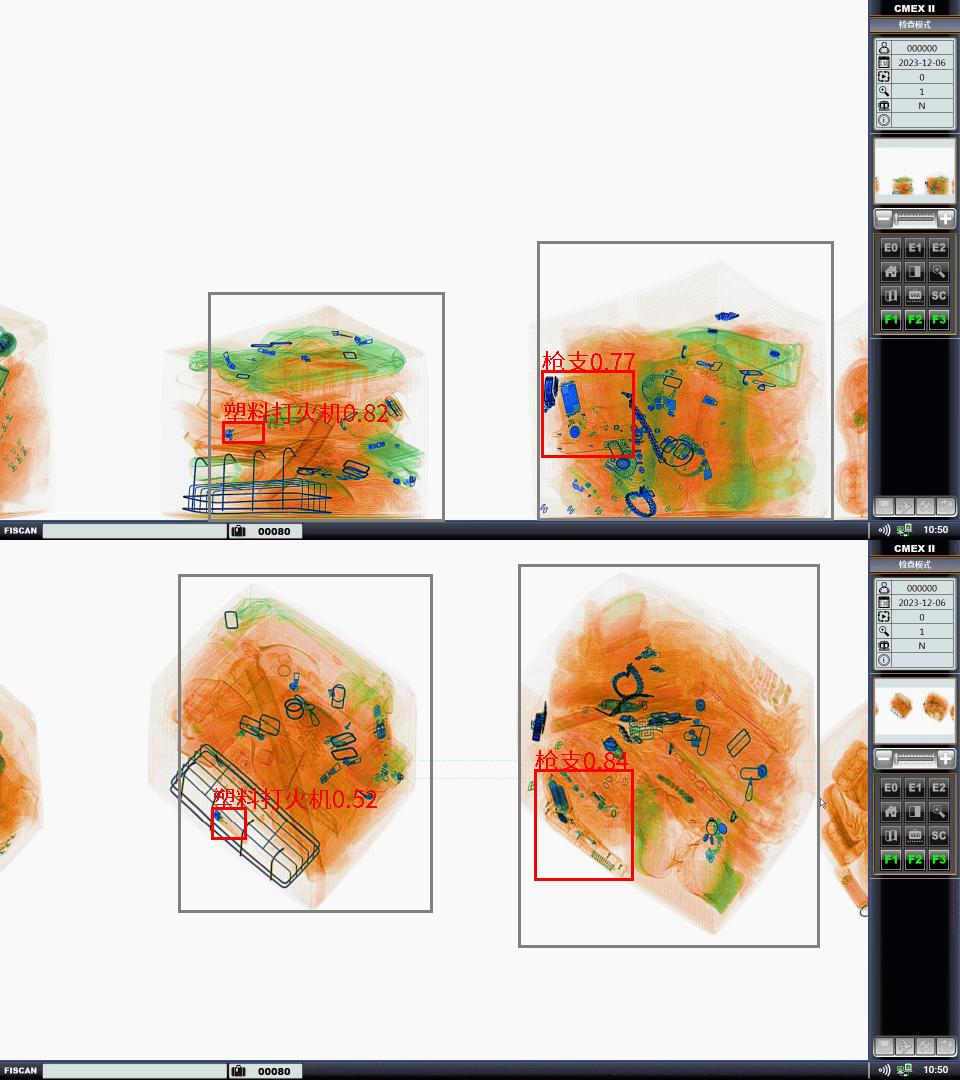 CMEX II
检查模式
000000
2023-12-06
0
1
N
E0 E1 E2
SC
F1 F2 F3
枪支0.77
塑料打火机0.82
FISCAN
00080
10:50
CMEX II
检查模式
000000
2023-12-06
0
1
N
E0 E1 E2
SC
F1 F2 F3
枪支0.84
塑料打火机0.52
FISCAN
00080
10:50